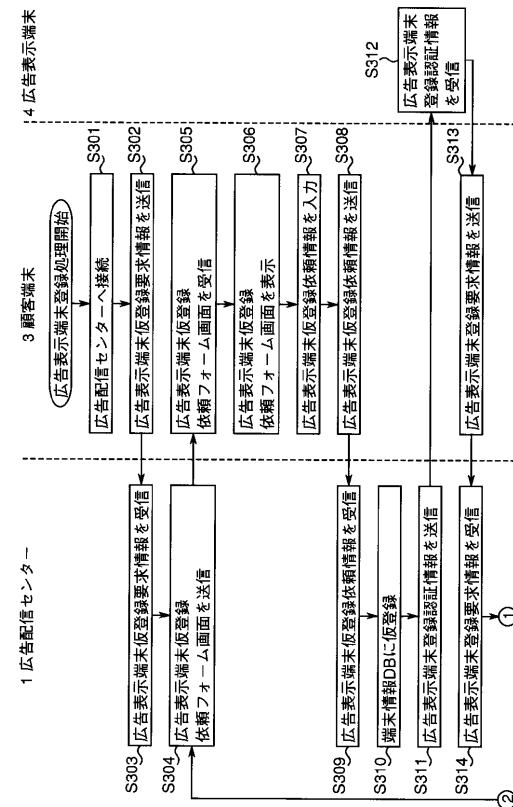 1 広告配信センター
3 顧客端末
4 広告表示端末
広告表示端末登録処理開始
S301
広告配信センターへ接続
S302
広告表示端末仮登録要求情報を送信
S303
広告表示端末仮登録要求情報を受信
S304
広告表示端末仮登録
依頼フォーム画面を送信
S305
広告表示端末仮登録
依頼フォーム画面を受信
S306
広告表示端末仮登録
依頼フォーム画面を表示
S307
広告表示端末仮登録依頼情報を入力
S308
広告表示端末仮登録依頼情報を送信
S309
広告表示端末仮登録依頼情報を受信
S310
端末情報DBに仮登録
S311
広告表示端末登録認証情報を送信
S312
広告表示端末
登録認証情報
を受信
S313
広告表示端末登録要求情報を送信
S314
広告表示端末登録要求情報を受信
②
①